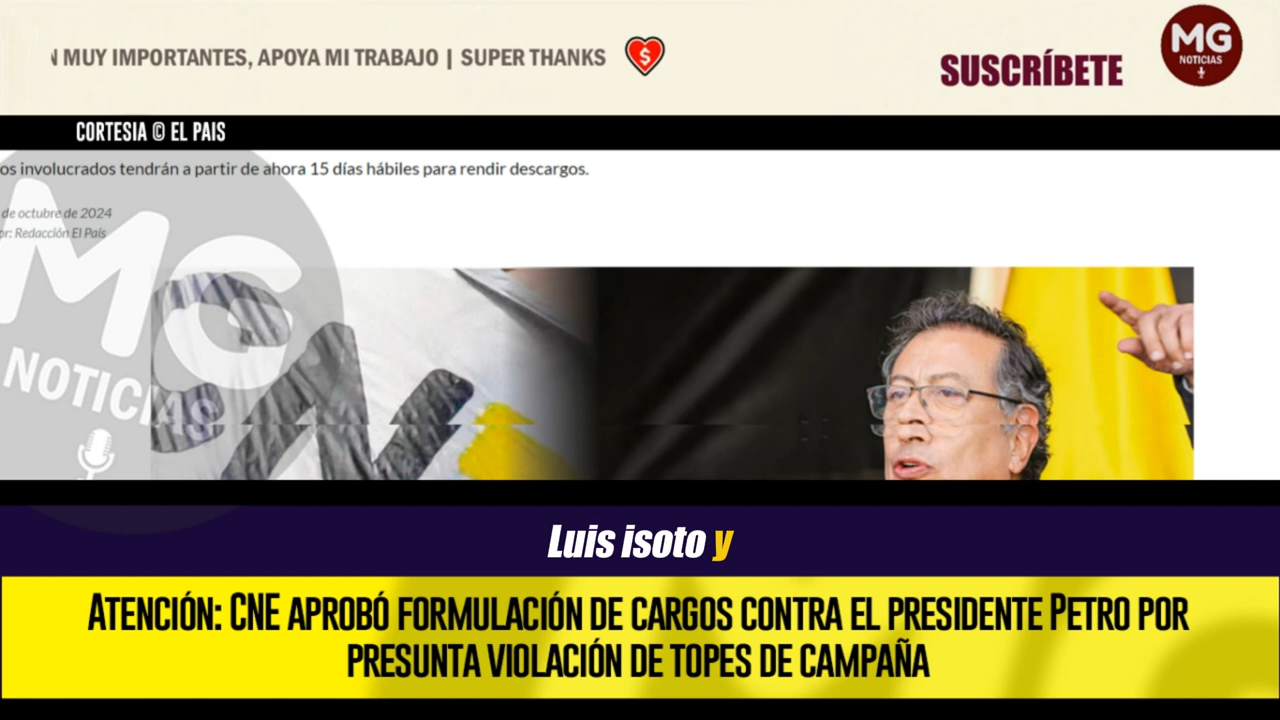 N MUY IMPORTANTES, APOYA MI TRABAJO | SUPER THANKS
$
SUSCRÍBETE
MG
NOTICIAS
CORTESIA © EL PAIS
os involucrados tendrán a partir de ahora 15 días hábiles para rendir descargos.
de octubre de 2024
or: Redacción El País
MG
NOTICIAS
CN
Luis isoto y
ATENCIÓN: CNE APROBÓ FORMULACIÓN DE CARGOS CONTRA EL PRESIDENTE PETRO POR
PRESUNTA VIOLACIÓN DE TOPES DE CAMPAÑA